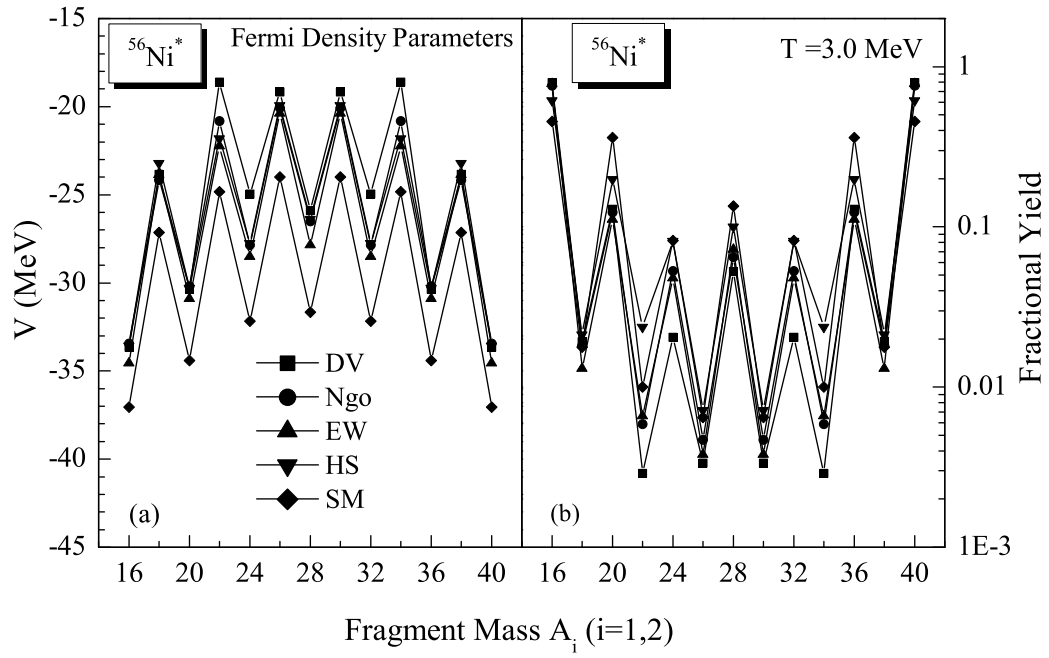 -15
-20
-25
-30
-35
-40
-45
V (MeV)
⁵⁶Ni*
Fermi Density Parameters
DV
Ngo
EW
HS
SM
(a)
16 20 24 28 32 36 40
⁵⁶Ni*
T =3.0 MeV
(b)
16 20 24 28 32 36 40
1
0.1
0.01
1E-3
Fractional Yield
Fragment Mass Aᵢ (i=1,2)